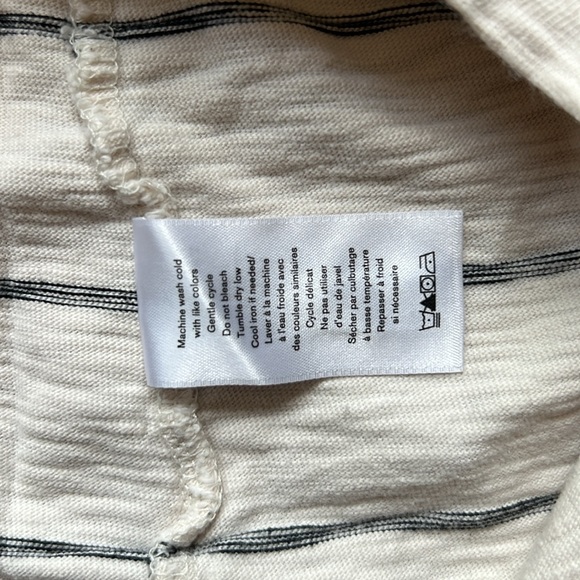 Machine wash cold
with like colors
Gentle cycle
Do not bleach
Tumble dry low
Cool iron if needed/
Laver à la machine
à l'eau froide avec
des couleurs similaires
Cycle délicat
Ne pas utiliser
d'eau de javel
Sécher par culbutage
à basse température
Repasser à froid
si nécessaire